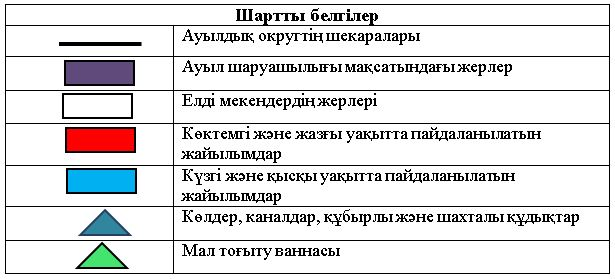 Шартты белгілер
Ауылдық округтің шекаралары
Ауыл шаруашылығы мақсатындағы жерлер
Елді мекендердің жерлері
Көктемгі және жазғы уақытта пайдаланылатын
жайылымдар
Күзгі және қысқы уақытта пайдаланылатын
жайылымдар
Көлдер, каналдар, құбырлы және шахталы құдықтар
Мал тоғыту ваннасы